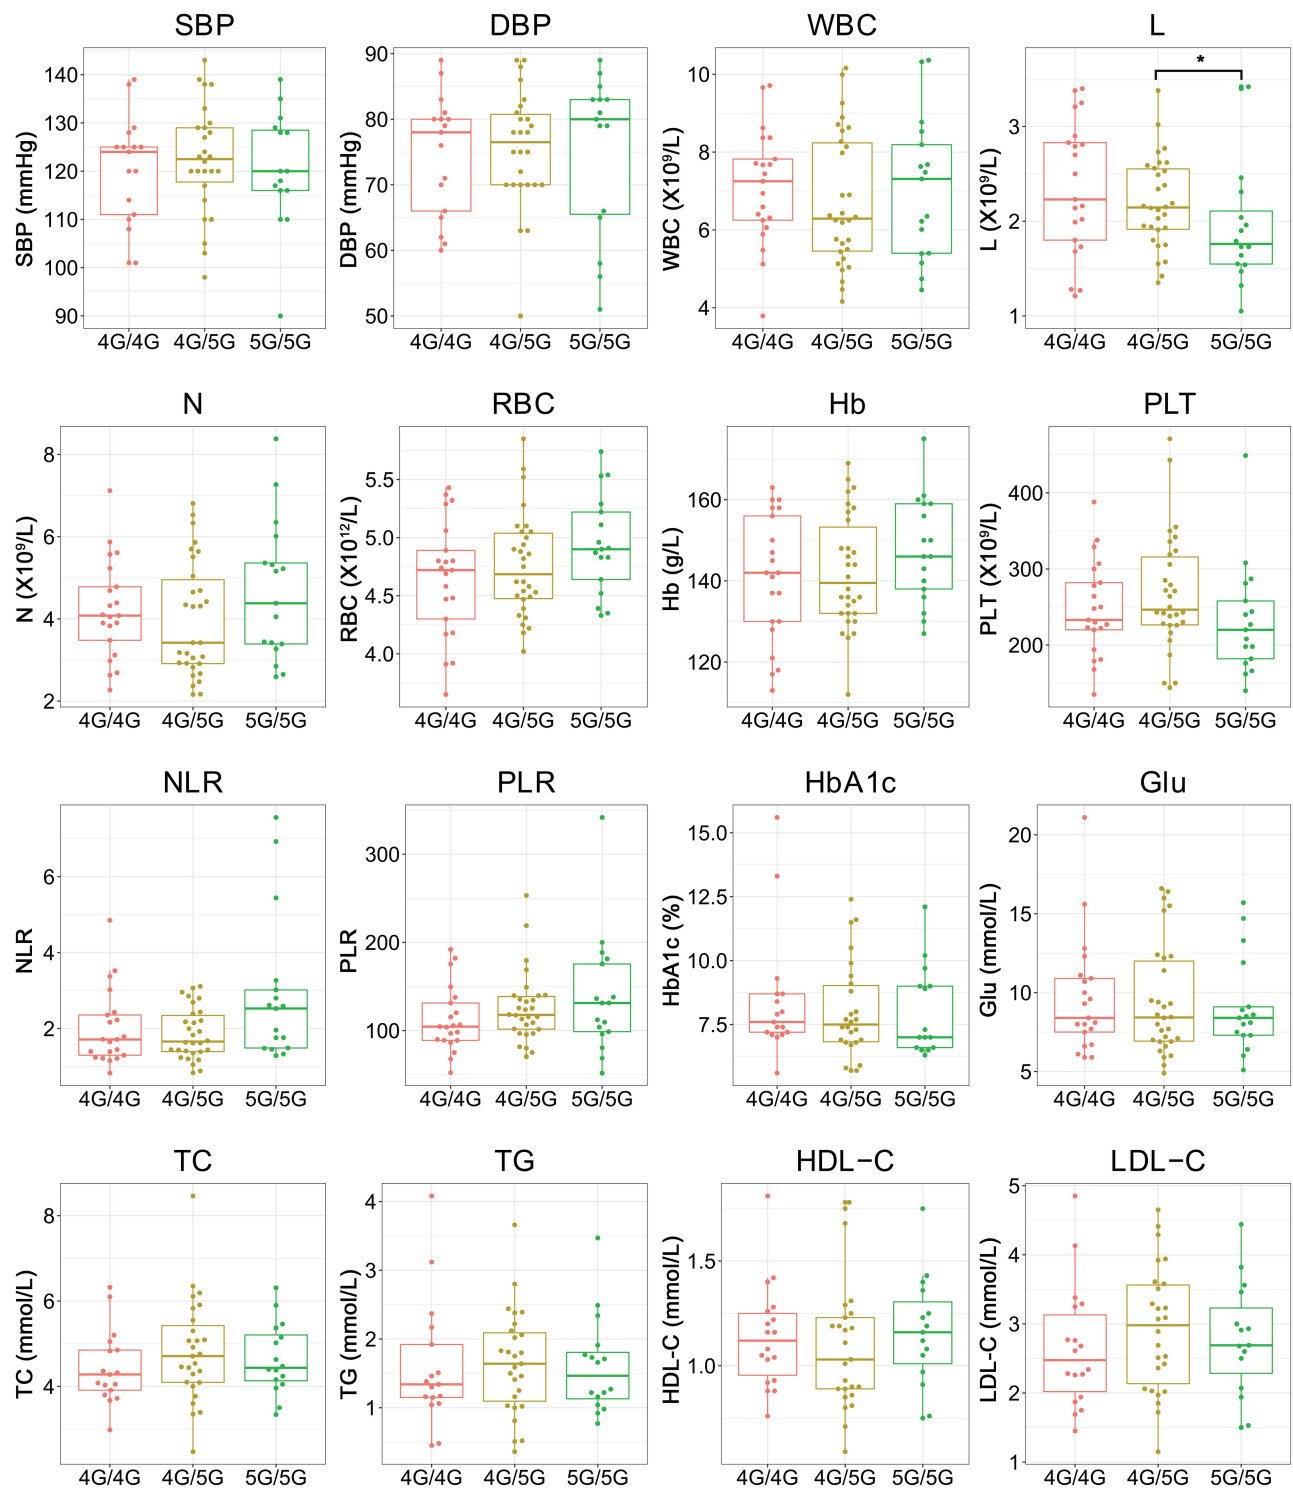 SBP
SBP (mmHg)
140
130
120
110
100
90
4G/4G 4G/5G 5G/5G
DBP
DBP (mmHg)
90
80
70
60
50
4G/4G 4G/5G 5G/5G
WBC
WBC (X10⁹/L)
10
8
6
4
4G/4G 4G/5G 5G/5G
L
L (X10⁹/L)
*
3
2
1
4G/4G 4G/5G 5G/5G
N
N (X10⁹/L)
8
6
4
2
4G/4G 4G/5G 5G/5G
RBC
RBC (X10¹²/L)
5.5
5.0
4.5
4.0
4G/4G 4G/5G 5G/5G
Hb
Hb (g/L)
160
140
120
4G/4G 4G/5G 5G/5G
PLT
PLT (X10⁹/L)
400
300
200
4G/4G 4G/5G 5G/5G
NLR
NLR
6
4
2
4G/4G 4G/5G 5G/5G
PLR
PLR
300
200
100
4G/4G 4G/5G 5G/5G
HbA1c
HbA1c (%)
15.0
12.5
10.0
7.5
4G/4G 4G/5G 5G/5G
Glu
Glu (mmol/L)
20
15
10
5
4G/4G 4G/5G 5G/5G
TC
TC (mmol/L)
8
6
4
4G/4G 4G/5G 5G/5G
TG
TG (mmol/L)
4
3
2
1
4G/4G 4G/5G 5G/5G
HDL−C
HDL-C (mmol/L)
1.5
1.0
4G/4G 4G/5G 5G/5G
LDL−C
LDL-C (mmol/L)
5
4
3
2
1
4G/4G 4G/5G 5G/5G